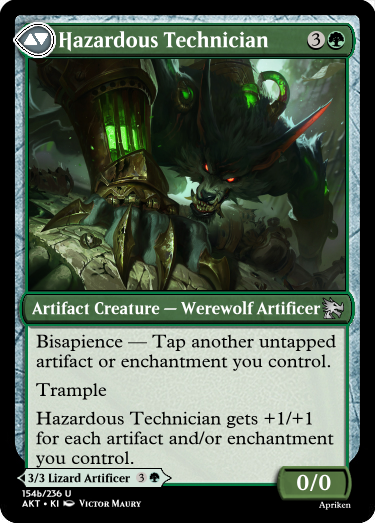 Hazardous Technician 3
Artifact Creature — Werewolf Artificer
Bisapience — Tap another untapped
artifact or enchantment you control.
Trample
Hazardous Technician gets +1/+1
for each artifact and/or enchantment
you control.
3/3 Lizard Artificer 3
0/0
154b/236 U
AKT • KI Victor Maury
Apriken